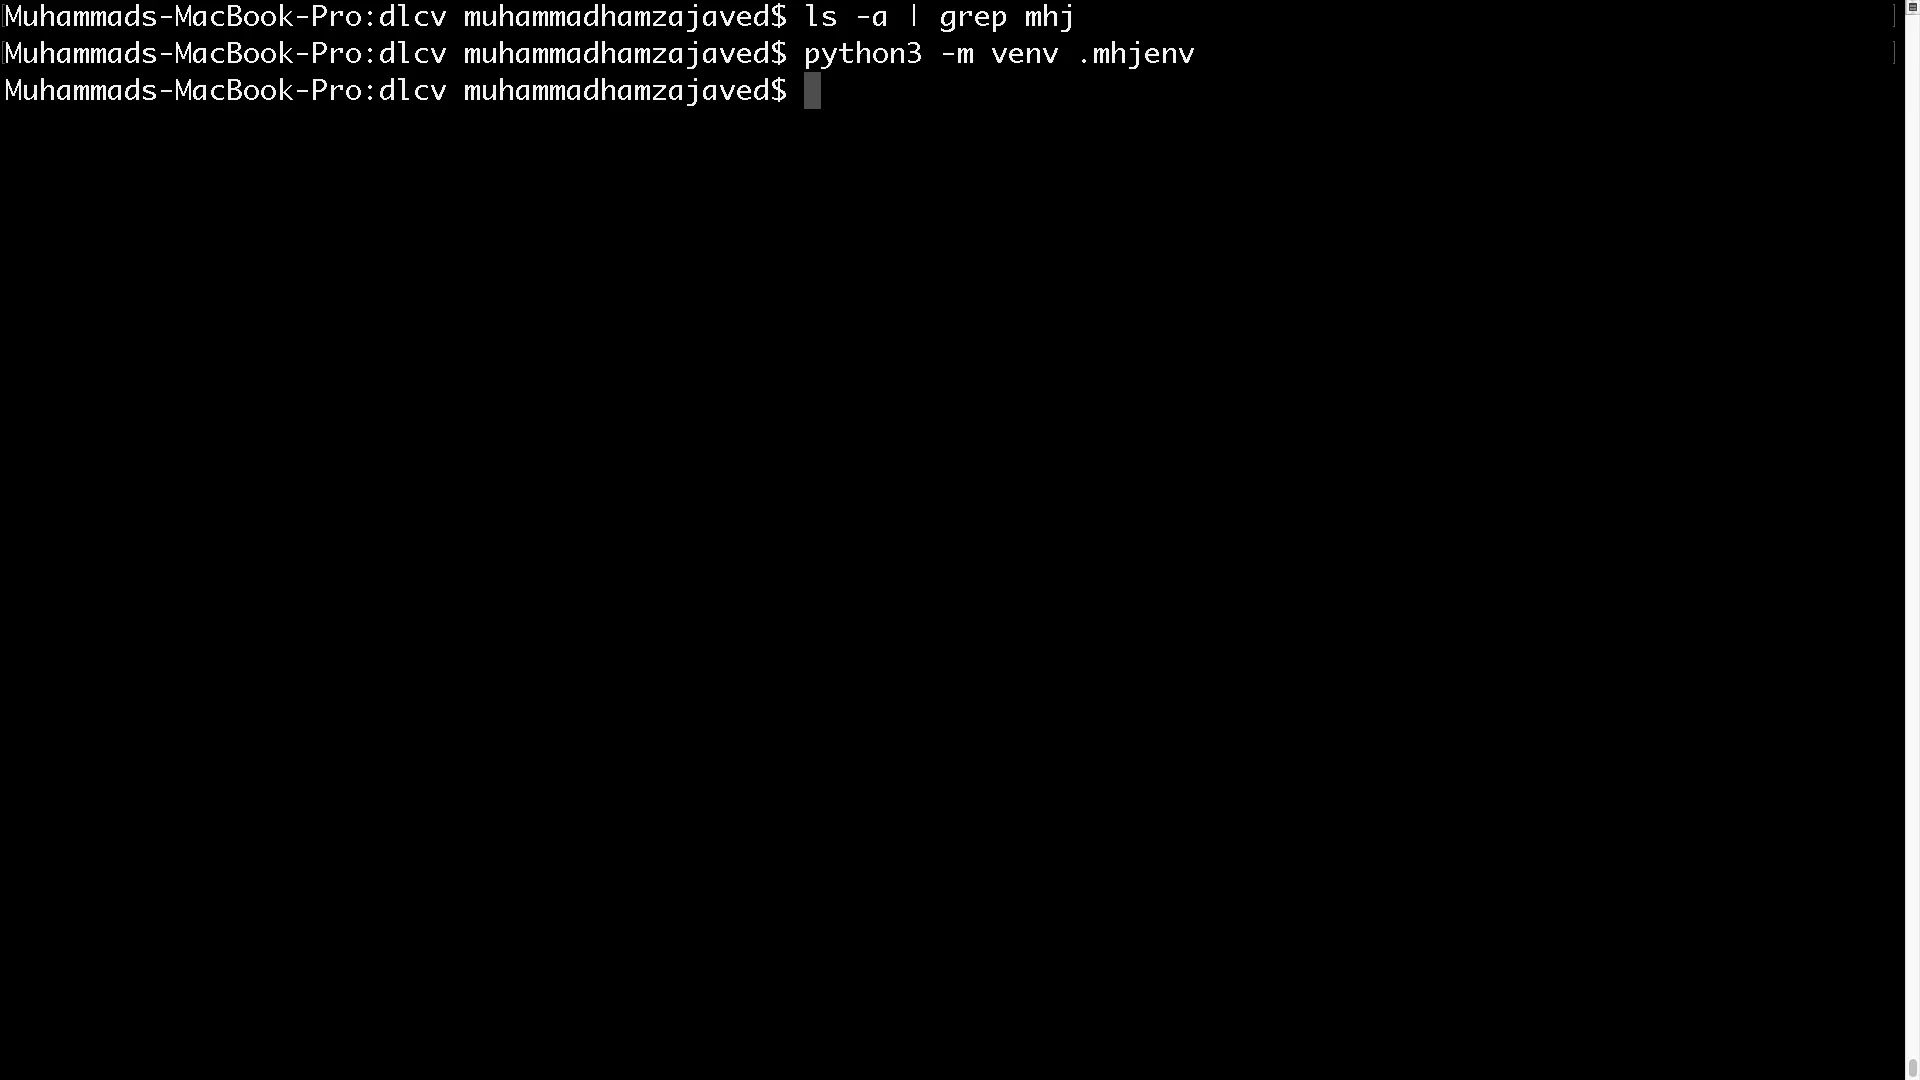 Muhammads-MacBook-Pro:dlcv muhammadhamzajaved$ ls -a | grep mhj
Muhammads-MacBook-Pro:dlcv muhammadhamzajaved$ python3 -m venv .mhjenv
Muhammads-MacBook-Pro:dlcv muhammadhamzajaved$